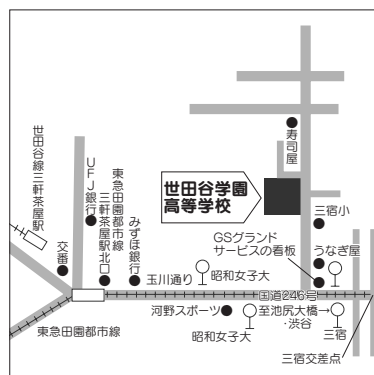 寿司屋
世田谷学園
高等学校
三宿小
GSグランド
サービスの看板
うなぎ屋
世田谷線三軒茶屋駅
交番
UFJ銀行
東急田園都市線
三軒茶屋駅北口
みずほ銀行
玉川通り
昭和女子大
国道246号
河野スポーツ
昭和女子大
至池尻大橋→
・渋谷
三宿
東急田園都市線
三宿交差点